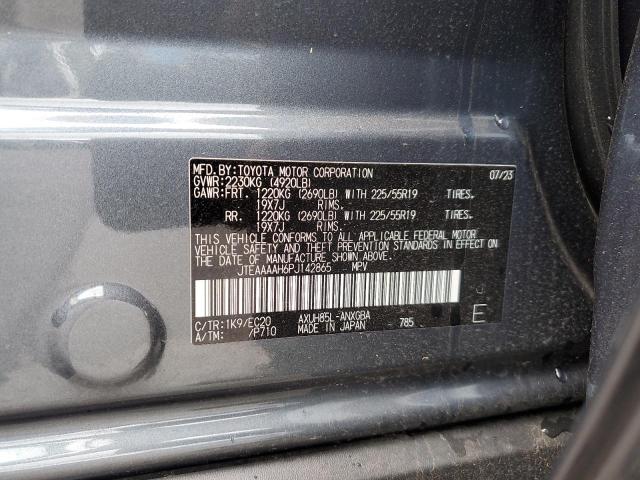 MFD.BY:TOYOTA MOTOR CORPORATION 07/23
GVWR:2230KG (4920LB)
GAWR:FRT. 1220KG (2690LB) WITH 225/55R19 TIRES.
19X7J RIMS.
RR. 1220KG (2690LB) WITH 225/55R19 TIRES.
19X7J RIMS.
THIS VEHICLE CONFORMS TO ALL APPLICABLE FEDERAL MOTOR
VEHICLE SAFETY AND THEFT PREVENTION STANDARDS IN EFFECT
ON THE DATE OF MANUFACTURE SHOWN ABOVE.
JTEAAAAH6PJ142865 MPV
C/TR:1K9/EC20 AXUH85L-ANXGBA
A/TM: /P710 MADE IN JAPAN 785
E